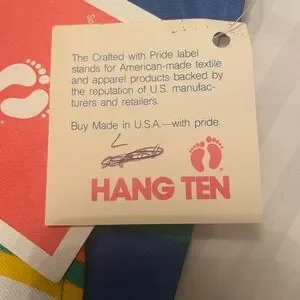 The Crafted with Pride label
stands for American-made textile
and apparel products backed by
the reputation of U.S. manufac-
turers and retailers.
Buy Made in U.S.A.—with pride.
L
HANG TEN